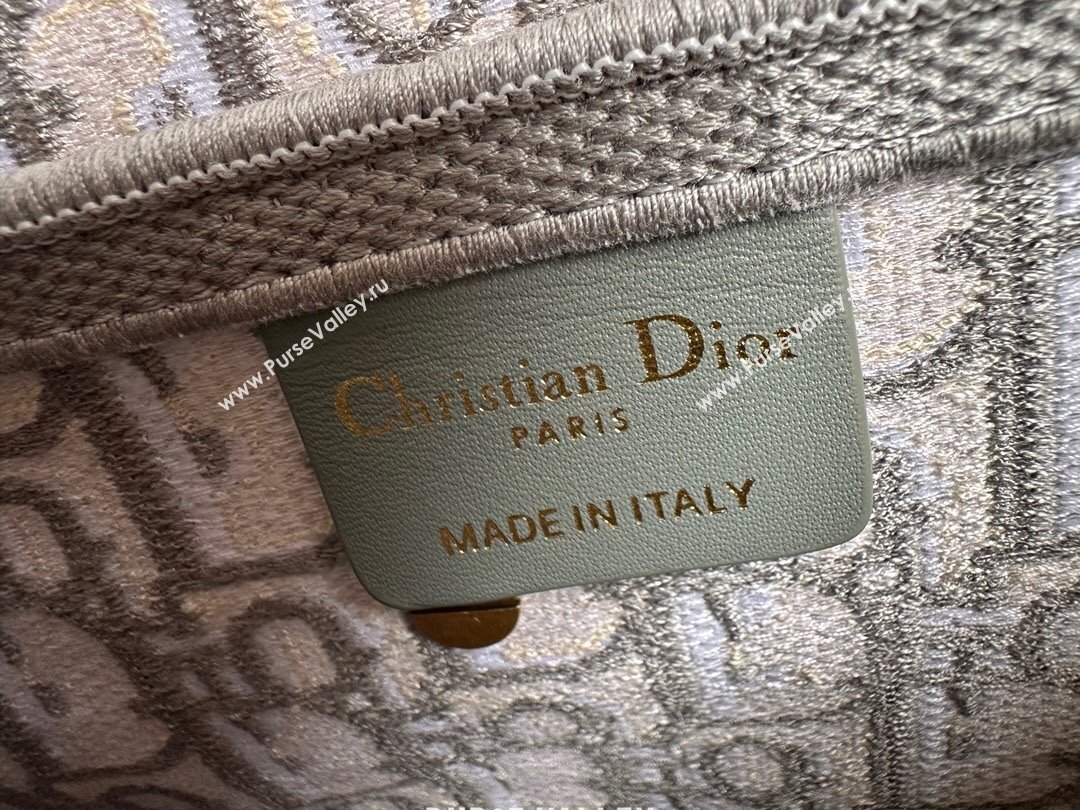 www.PurseValley.ru
www.PurseValley
Christian Dior
PARIS
MADE IN ITALY